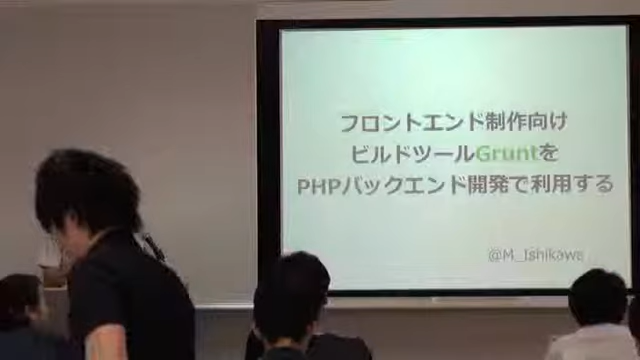 フロントエンド制作向け
ビルドツールGruntを
PHPバックエンド開発で利用する
@M_Ishikawa